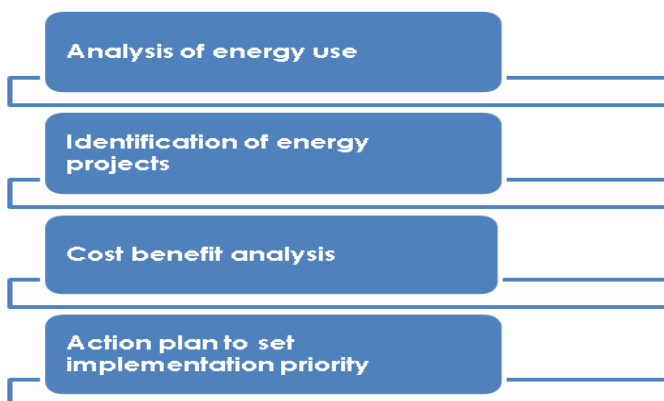 Analysis of energy use
Identification of energy
projects
Cost benefit analysis
Action plan to set
implementation priority